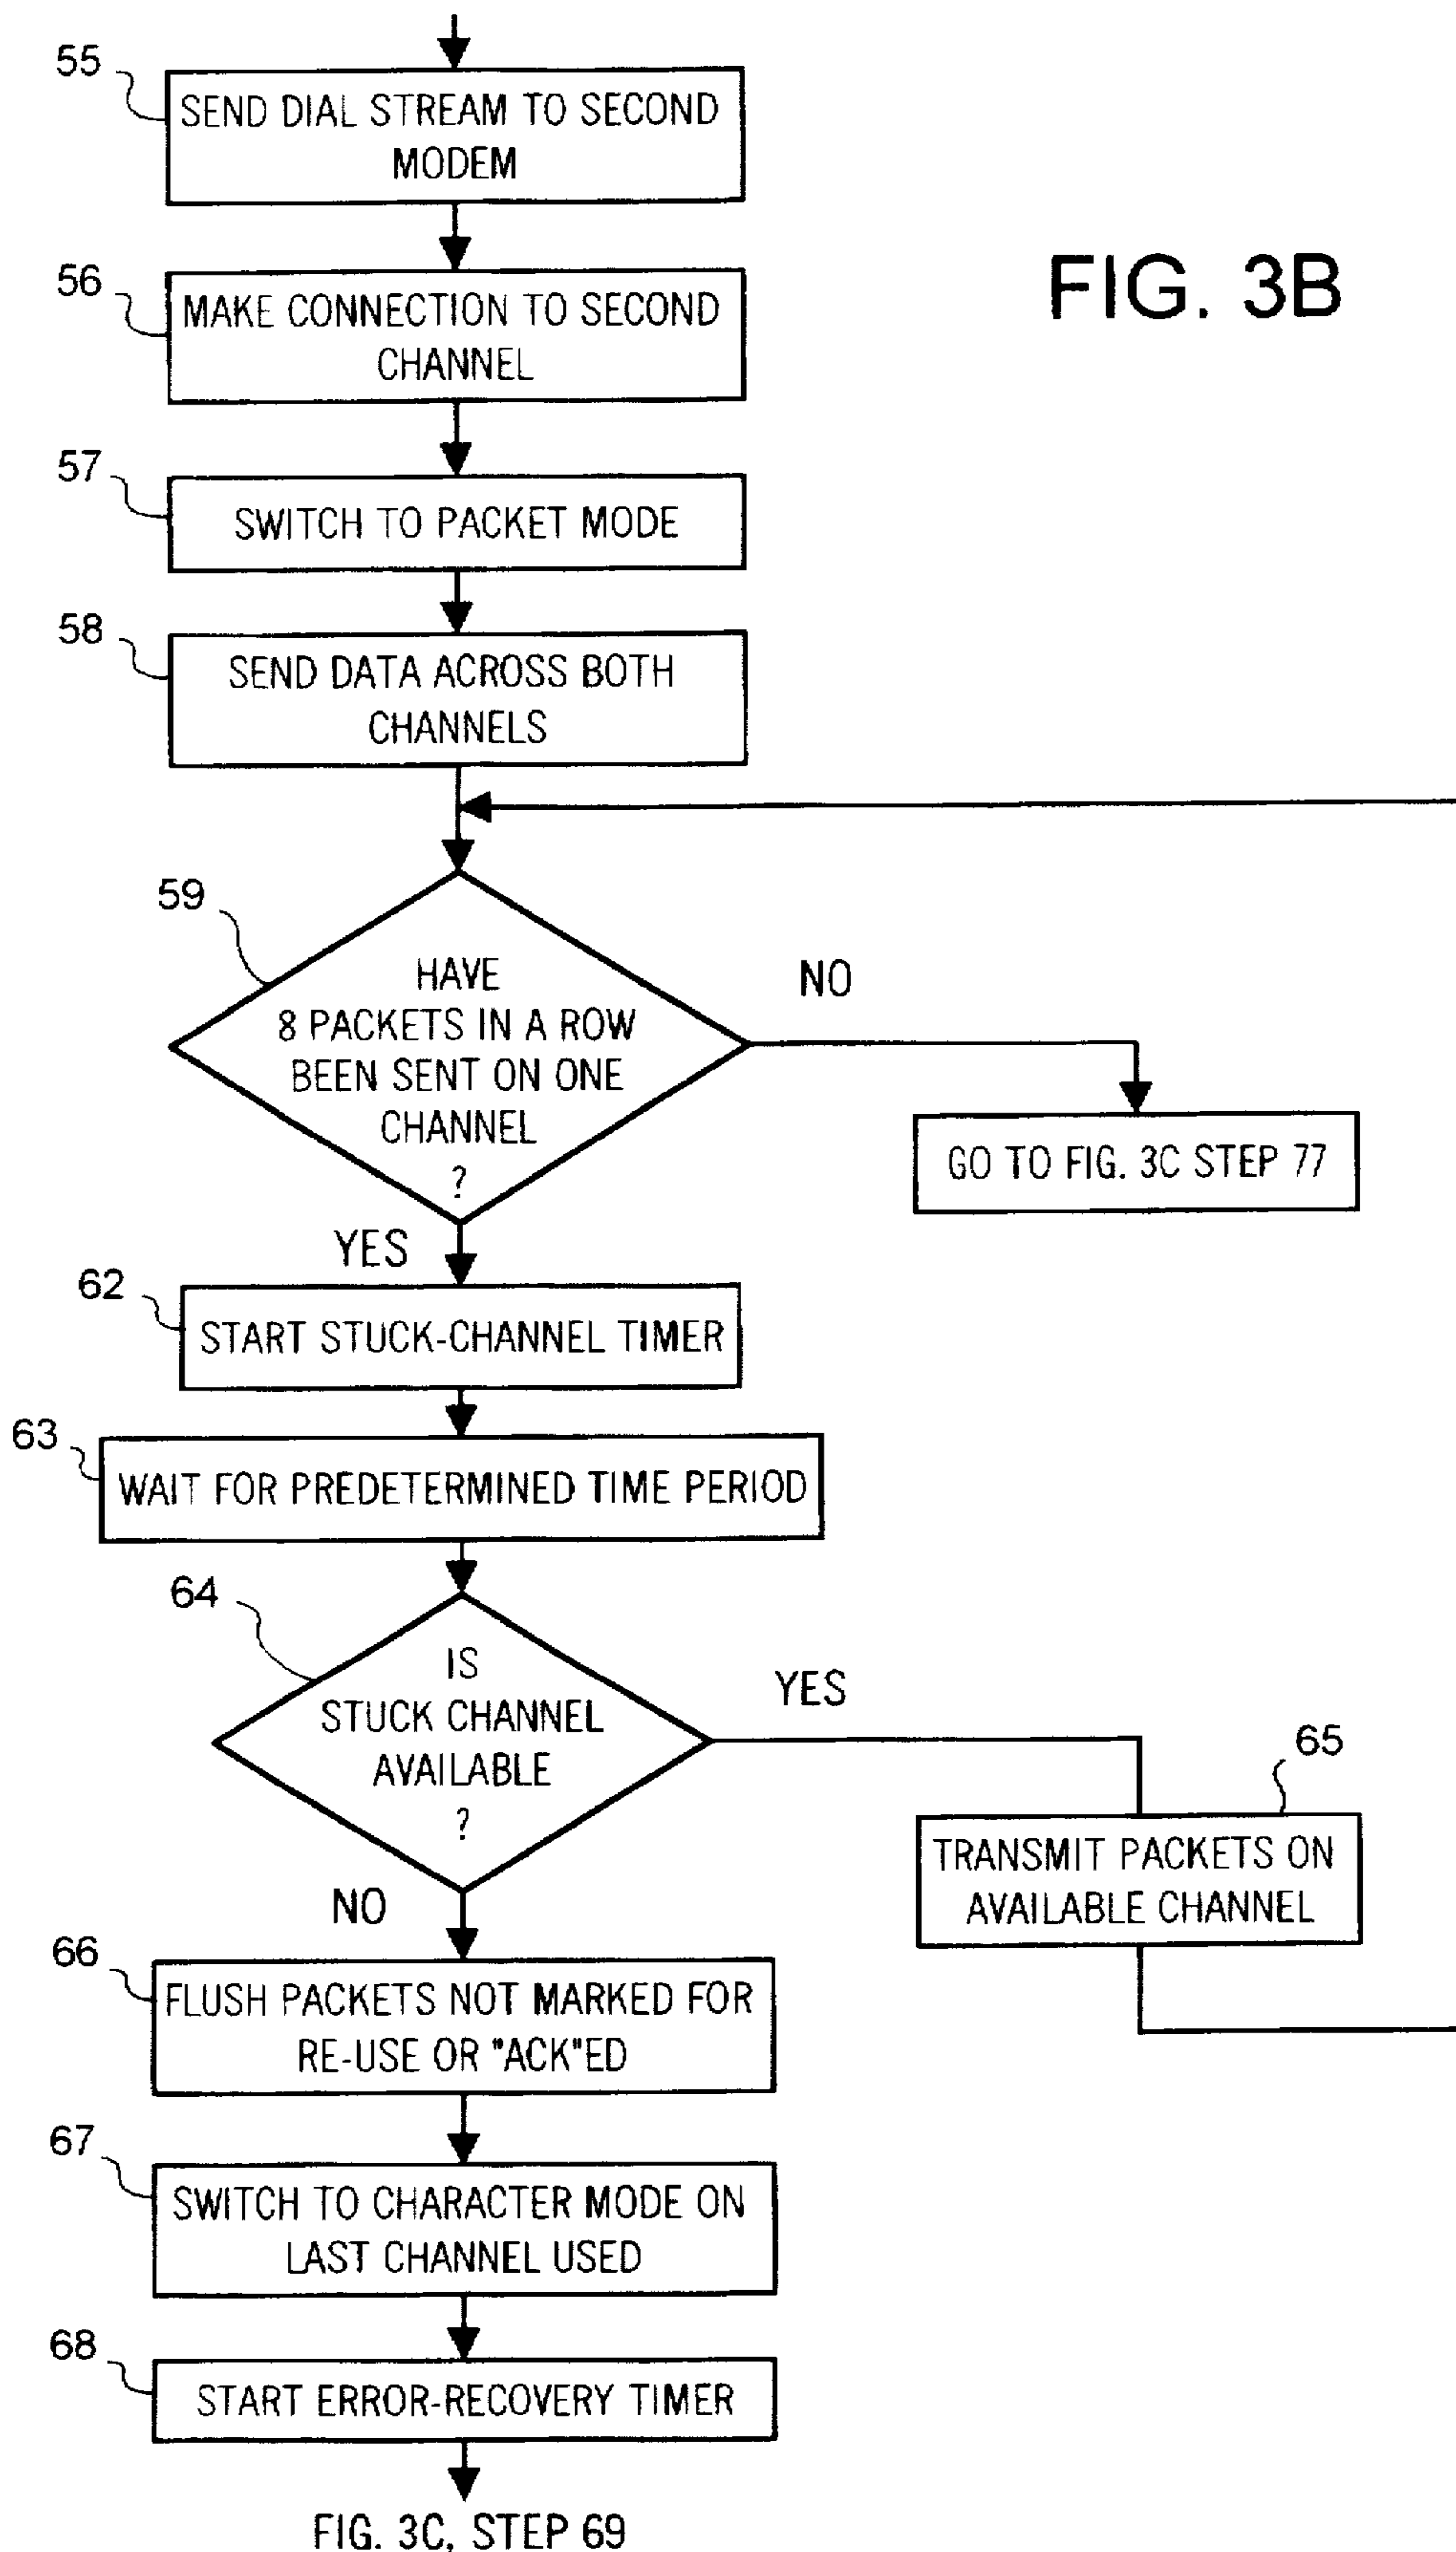 55
SEND DIAL STREAM TO SECOND
MODEM
FIG. 3B
56
MAKE CONNECTION TO SECOND
CHANNEL
57
SWITCH TO PACKET MODE
58
SEND DATA ACROSS BOTH
CHANNELS
59
HAVE
8 PACKETS IN A ROW
BEEN SENT ON ONE
CHANNEL
?
NO
GO TO FIG. 3C STEP 77
YES
62
START STUCK-CHANNEL TIMER
63
WAIT FOR PREDETERMINED TIME PERIOD
64
IS
STUCK CHANNEL
AVAILABLE
?
YES
65
TRANSMIT PACKETS ON
AVAILABLE CHANNEL
NO
66
FLUSH PACKETS NOT MARKED FOR
RE-USE OR "ACK"ED
67
SWITCH TO CHARACTER MODE ON
LAST CHANNEL USED
68
START ERROR-RECOVERY TIMER
FIG. 3C, STEP 69